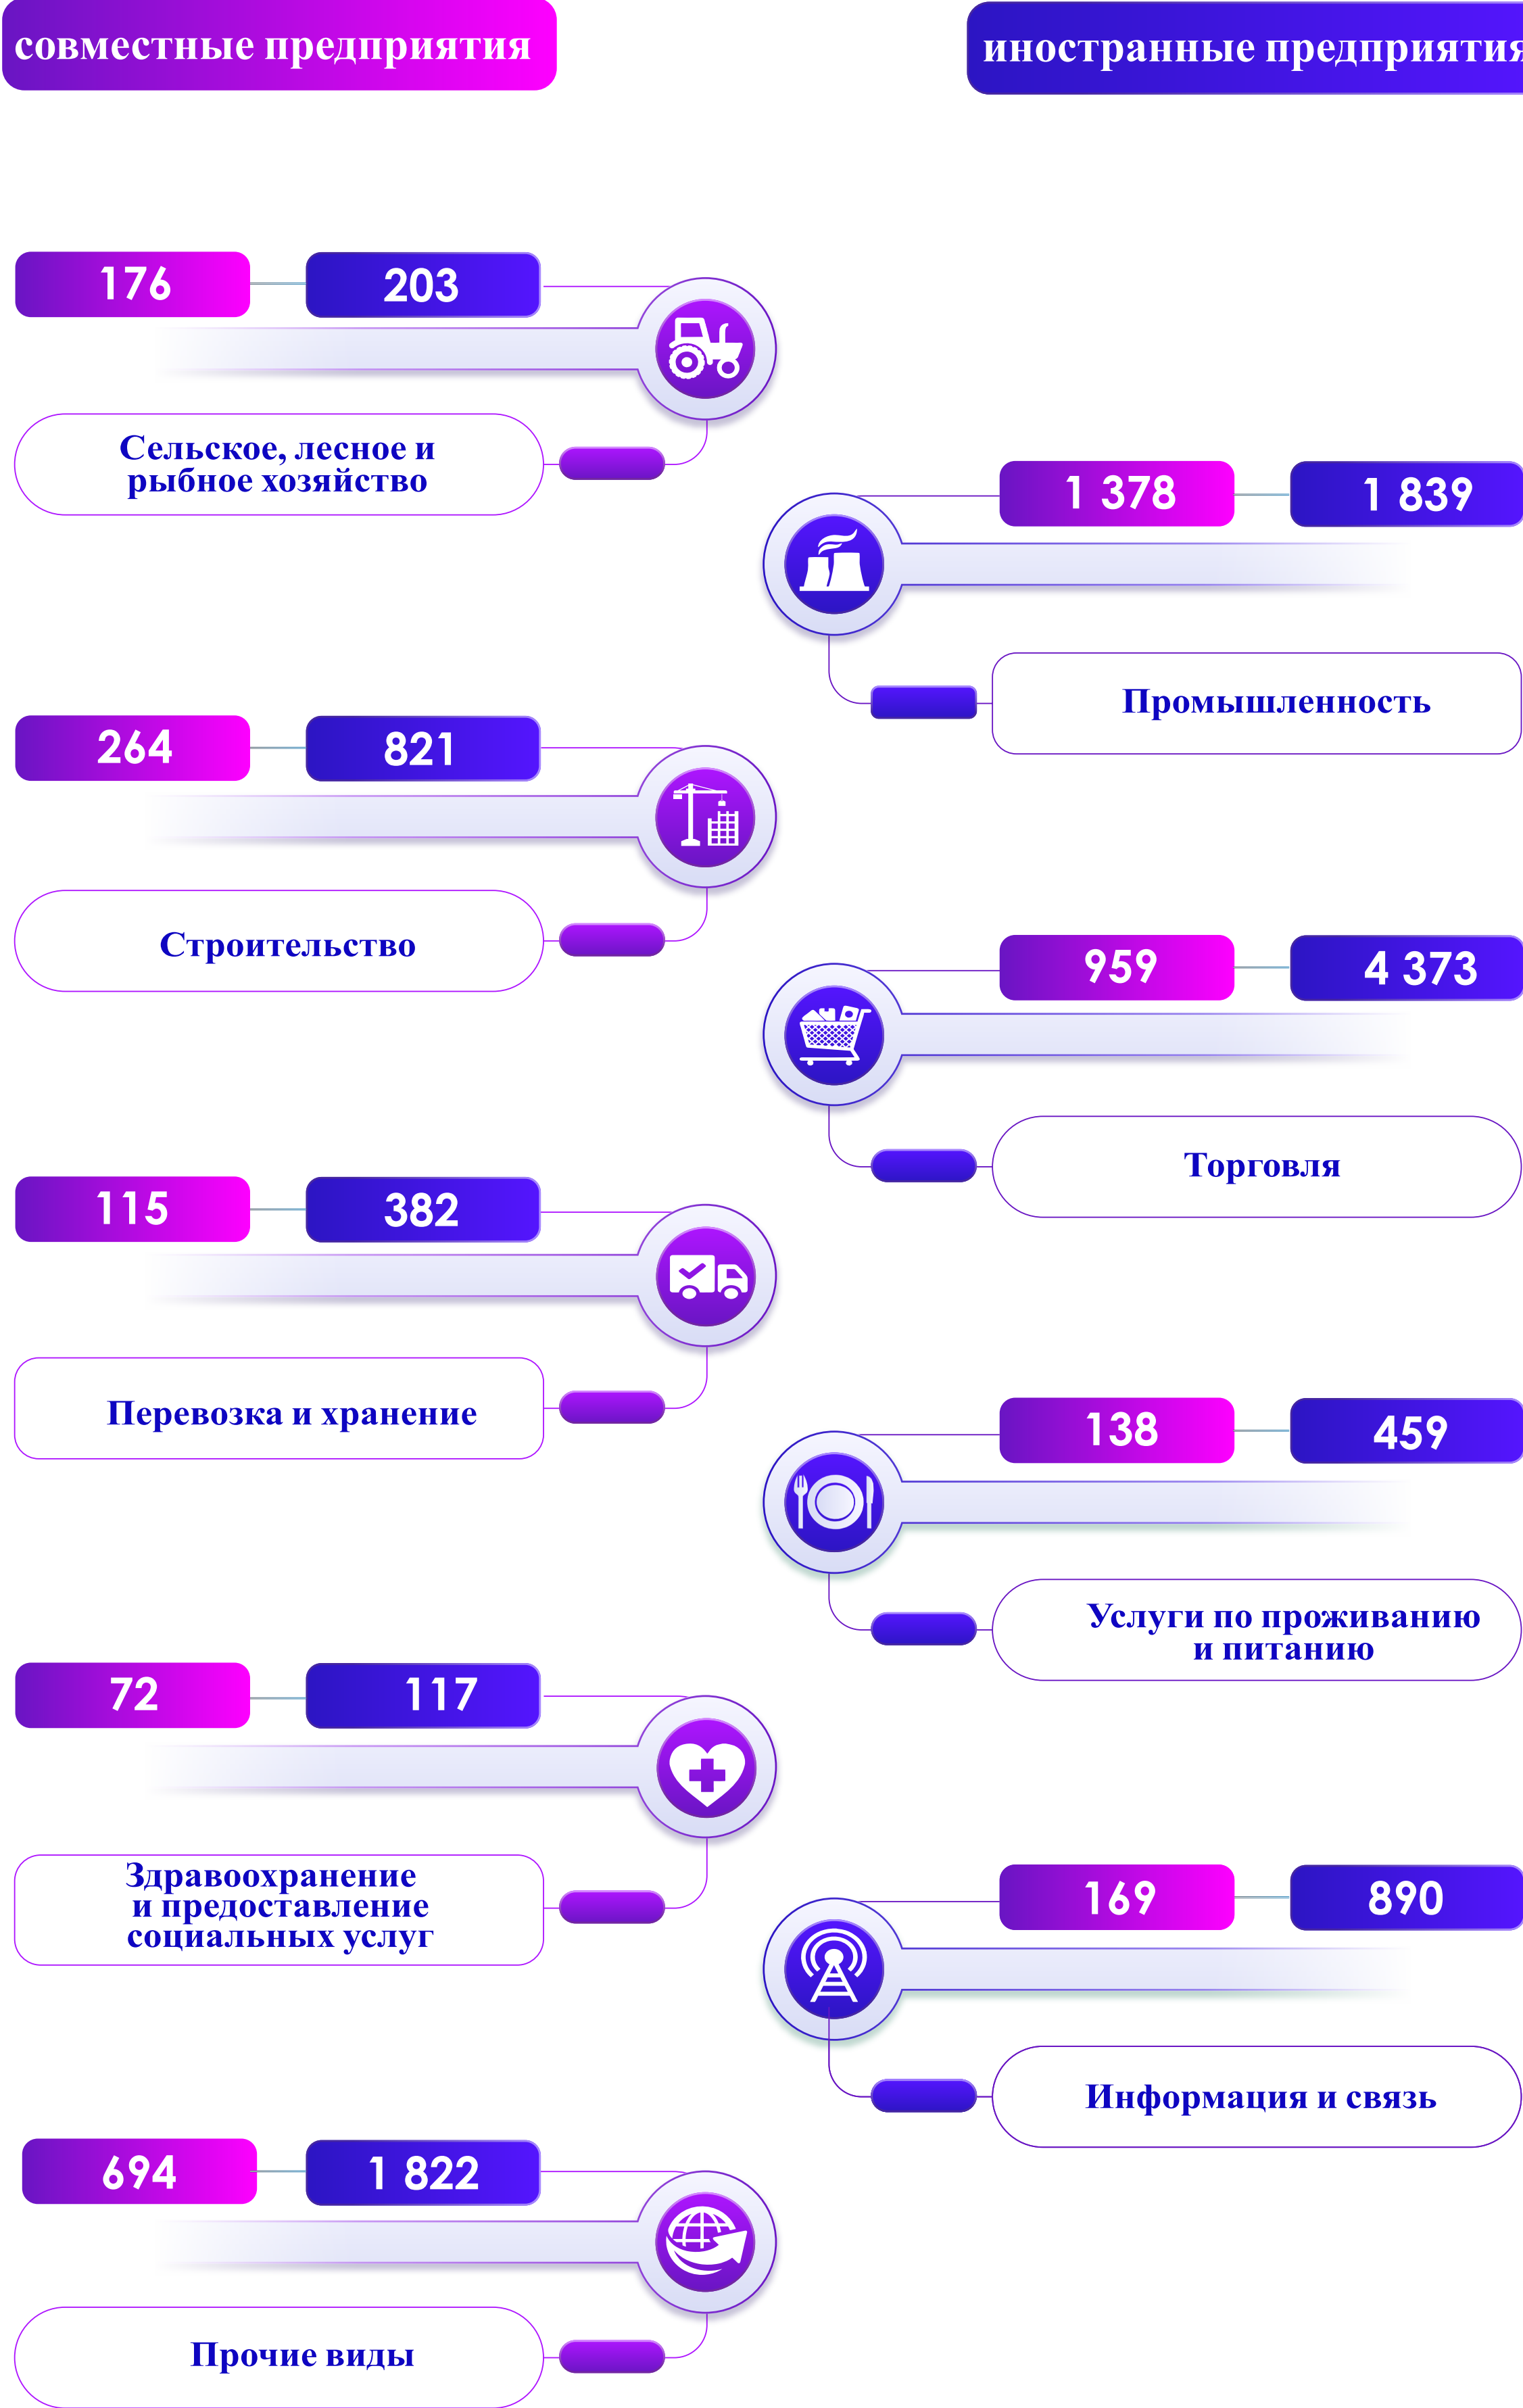 совместные предприятия
иностранные предприятия
176
203
Сельское, лесное и
рыбное хозяйство
1 378
1 839
Промышленность
264
821
Строительство
959
4 373
Торговля
115
382
Перевозка и хранение
138
459
Услуги по проживанию
и питанию
72
117
Здравоохранение
и предоставление
социальных услуг
169
890
Информация и связь
694
1 822
Прочие виды